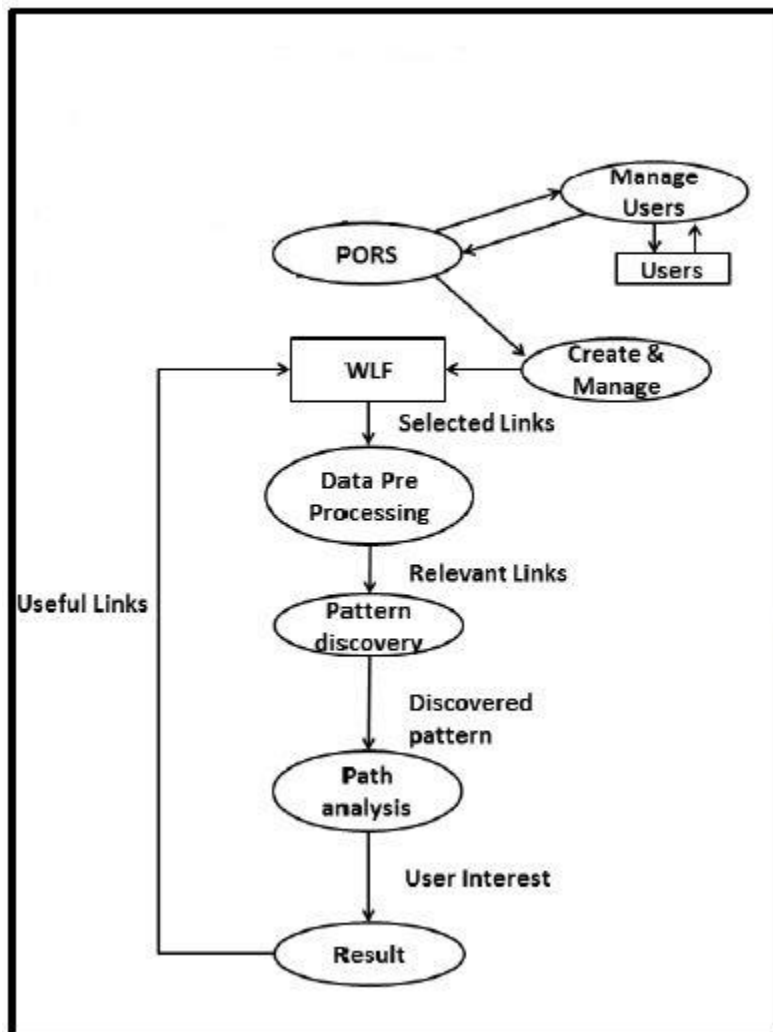 Manage
Users
PORS
Users
WLF
Create &
Manage
Selected Links
Data Pre
Processing
Relevant Links
Useful Links
Pattern
discovery
Discovered
pattern
Path
analysis
User Interest
Result